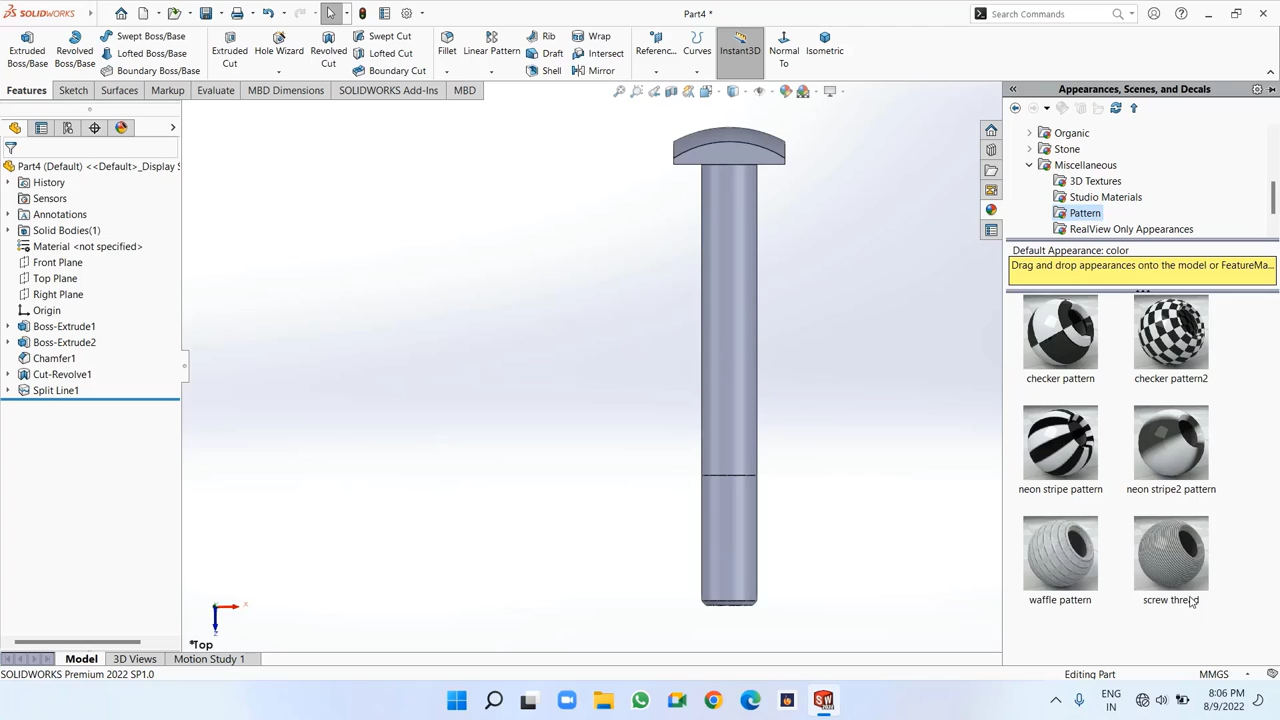 SOLIDWORKS
Part4 *
Search Commands
Extruded Boss/Base
Revolved Boss/Base
Swept Boss/Base
Lofted Boss/Base
Boundary Boss/Base
Extruded Cut
Hole Wizard
Revolved Cut
Swept Cut
Lofted Cut
Boundary Cut
Fillet
Linear Pattern
Rib
Draft
Shell
Wrap
Intersect
Mirror
Referenc...
Curves
Instant3D
Normal To
Isometric
Features
Sketch
Surfaces
Markup
Evaluate
MBD Dimensions
SOLIDWORKS Add-Ins
MBD
Part4 (Default) <<Default>_Display S
History
Sensors
Annotations
Solid Bodies(1)
Material <not specified>
Front Plane
Top Plane
Right Plane
Origin
Boss-Extrude1
Boss-Extrude2
Chamfer1
Cut-Revolve1
Split Line1
x
z
*Top
Appearances, Scenes, and Decals
Organic
Stone
Miscellaneous
3D Textures
Studio Materials
Pattern
RealView Only Appearances
Default Appearance: color
Drag and drop appearances onto the model or FeatureMa...
checker pattern
checker pattern2
neon stripe pattern
neon stripe2 pattern
waffle pattern
screw thread
Model
3D Views
Motion Study 1
SOLIDWORKS Premium 2022 SP1.0
Editing Part
MMGS
ENG
IN
8:06 PM
8/9/2022